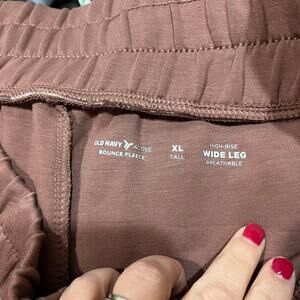 OLD NAVY ACTIVE
BOUNCE FLEECE
XL
TALL
HIGH-RISE
WIDE LEG
BREATHABLE